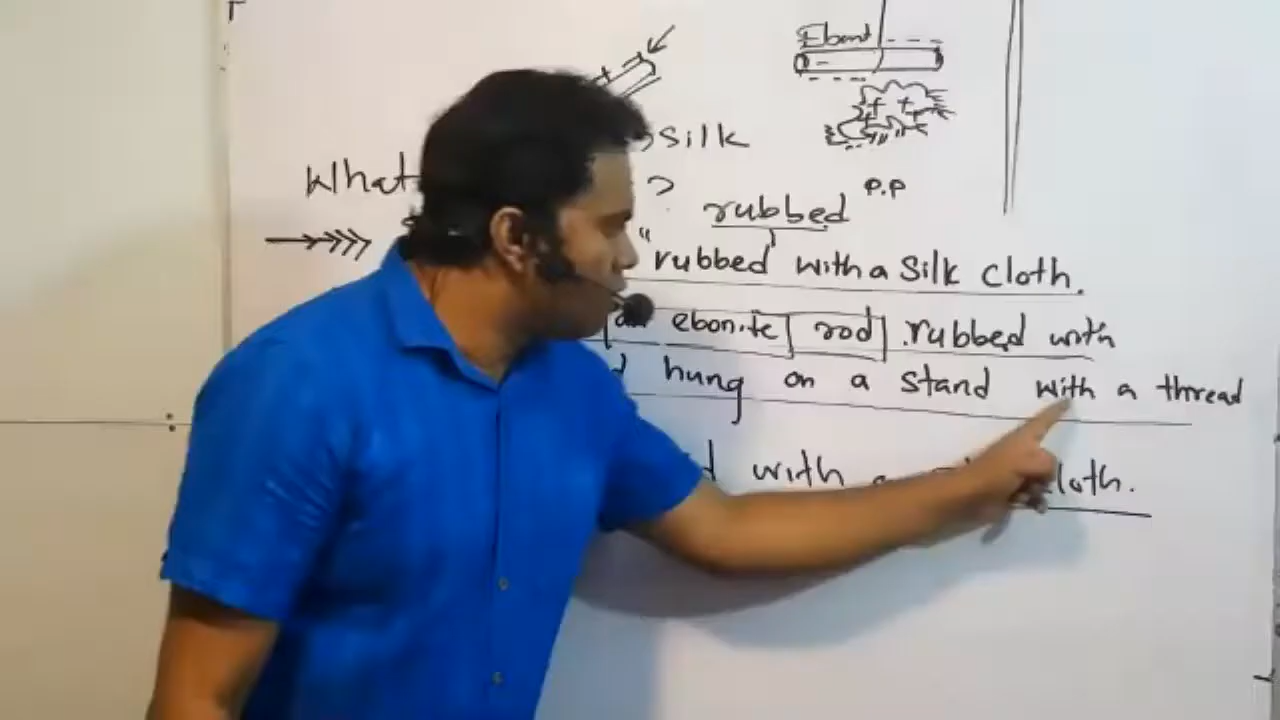 Ebonit
silk
What ?
rubbed P.P
"rubbed with a silk cloth.
ebonite rod rubbed with
hung on a stand with a thread
with a cloth.